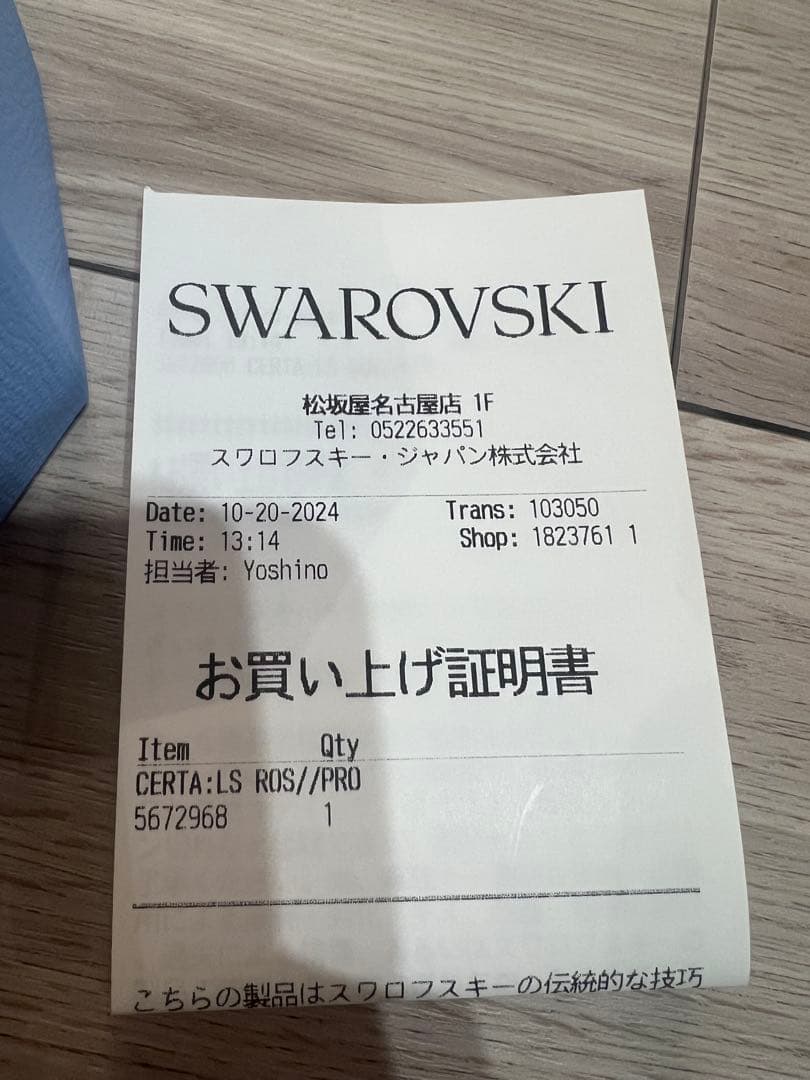 SWAROVSKI
松坂屋名古屋店 1F
Tel: 0522633551
スワロフスキー・ジャパン株式会社
Date: 10-20-2024 Trans: 103050
Time: 13:14 Shop: 1823761 1
担当者: Yoshino
お買い上げ証明書
Item Qty
CERTA:LS ROS//PRO
5672968 1
こちらの製品はスワロフスキーの伝統的な技巧